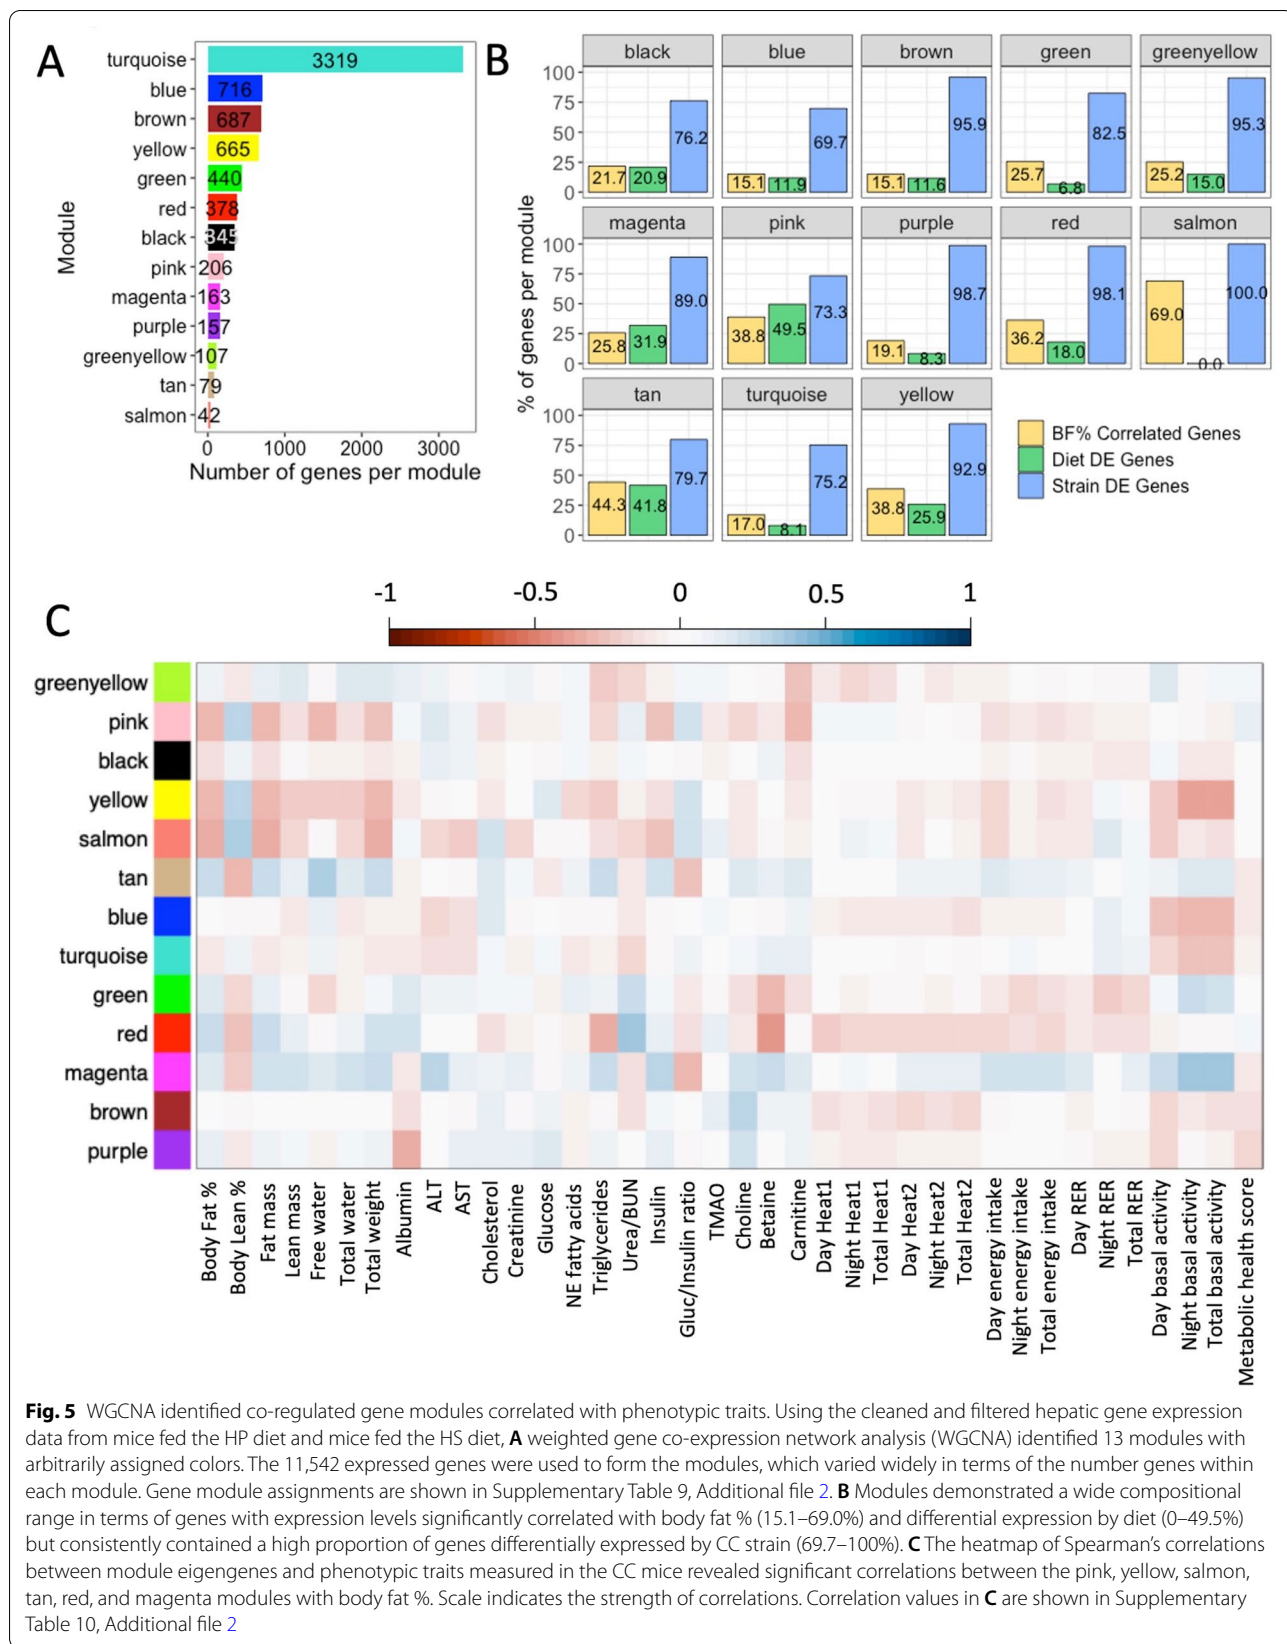 A
turquoise
3319
blue
716
brown
687
yellow
665
green
440
red
378
black
345
pink
206
magenta
163
purple
157
greenyellow
107
tan
79
salmon
42
Module
0 1000 2000 3000
Number of genes per module
B
% of genes per module
black blue brown green greenyellow
100
75
50
25
0
21.7 20.9 76.2
15.1 11.9 69.7
15.1 11.6 95.9
25.7 6.8 82.5
25.2 15.0 95.3
magenta pink purple red salmon
100
75
50
25
0
25.8 31.9 89.0
38.8 49.5 73.3
19.1 8.3 98.7
36.2 18.0 98.1
69.0 0.0 100.0
tan turquoise yellow
100
75
50
25
0
44.3 41.8 79.7
17.0 8.1 75.2
38.8 25.9 92.9
BF% Correlated Genes
Diet DE Genes
Strain DE Genes
C
-1 -0.5 0 0.5 1
greenyellow
pink
black
yellow
salmon
tan
blue
turquoise
green
red
magenta
brown
purple
Body Fat %
Body Lean %
Fat mass
Lean mass
Free water
Total water
Total weight
Albumin
ALT
AST
Cholesterol
Creatinine
Glucose
NE fatty acids
Triglycerides
Urea/BUN
Insulin
Gluc/Insulin ratio
TMAO
Choline
Betaine
Carnitine
Day Heat1
Night Heat1
Total Heat1
Day Heat2
Night Heat2
Total Heat2
Day energy intake
Night energy intake
Total energy intake
Day RER
Night RER
Total RER
Day basal activity
Night basal activity
Total basal activity
Metabolic health score
Fig. 5 WGCNA identified co-regulated gene modules correlated with phenotypic traits. Using the cleaned and filtered hepatic gene expression
data from mice fed the HP diet and mice fed the HS diet, A weighted gene co-expression network analysis (WGCNA) identified 13 modules with
arbitrarily assigned colors. The 11,542 expressed genes were used to form the modules, which varied widely in terms of the number genes within
each module. Gene module assignments are shown in Supplementary Table 9, Additional file 2. B Modules demonstrated a wide compositional
range in terms of genes with expression levels significantly correlated with body fat % (15.1–69.0%) and differential expression by diet (0–49.5%)
but consistently contained a high proportion of genes differentially expressed by CC strain (69.7–100%). C The heatmap of Spearman's correlations
between module eigengenes and phenotypic traits measured in the CC mice revealed significant correlations between the pink, yellow, salmon,
tan, red, and magenta modules with body fat %. Scale indicates the strength of correlations. Correlation values in C are shown in Supplementary
Table 10, Additional file 2